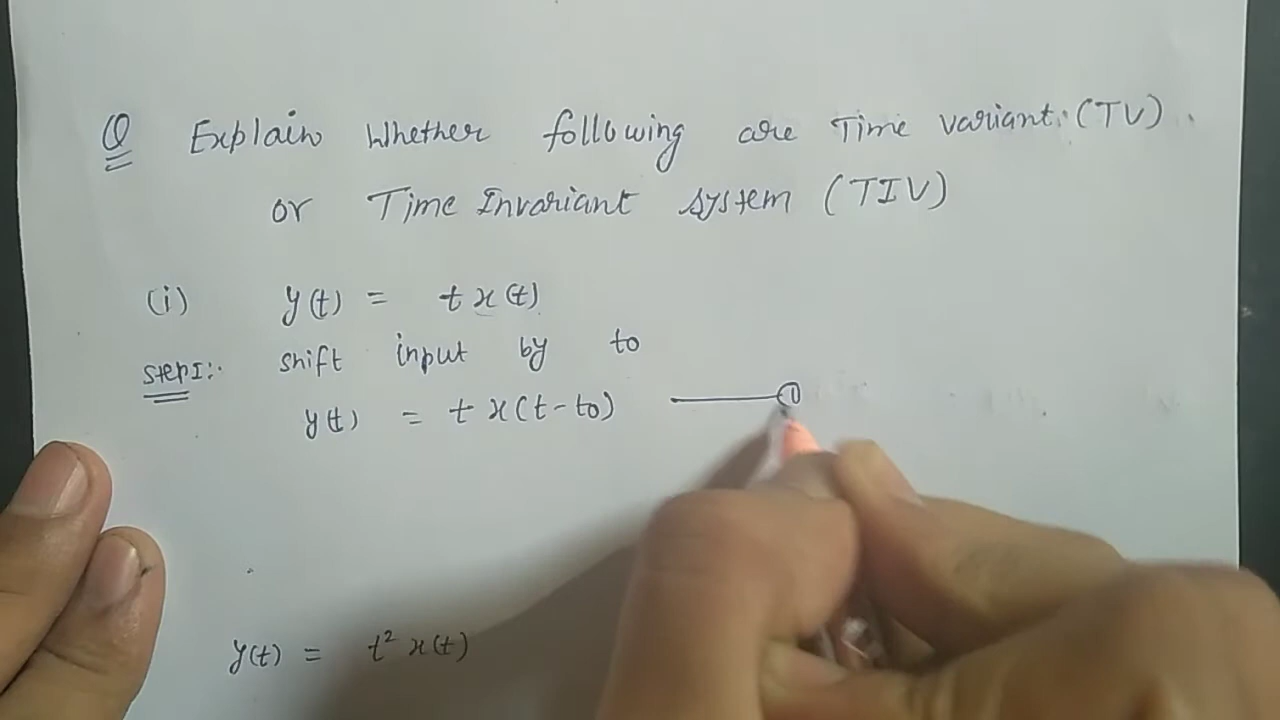 Q Explain Whether following are Time variant (TV).
or Time Invariant system (TIV)
(i) y(t) = t x(t)
Step I:- shift input by to
y(t) = t x(t-to) ①
y(t) = t² x(t)